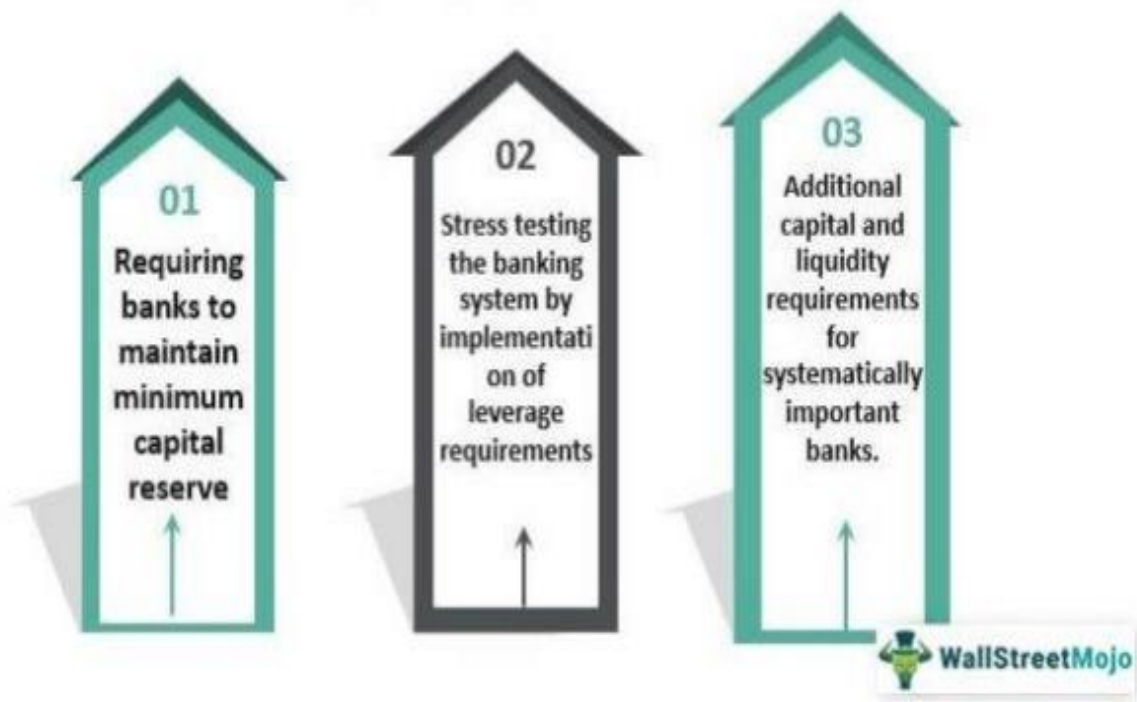 01
Requiring
banks to
maintain
minimum
capital
reserve
02
Stress testing
the banking
system by
implementati
on of
leverage
requirements
03
Additional
capital and
liquidity
requirements
for
systematically
important
banks.
WallStreetMojo